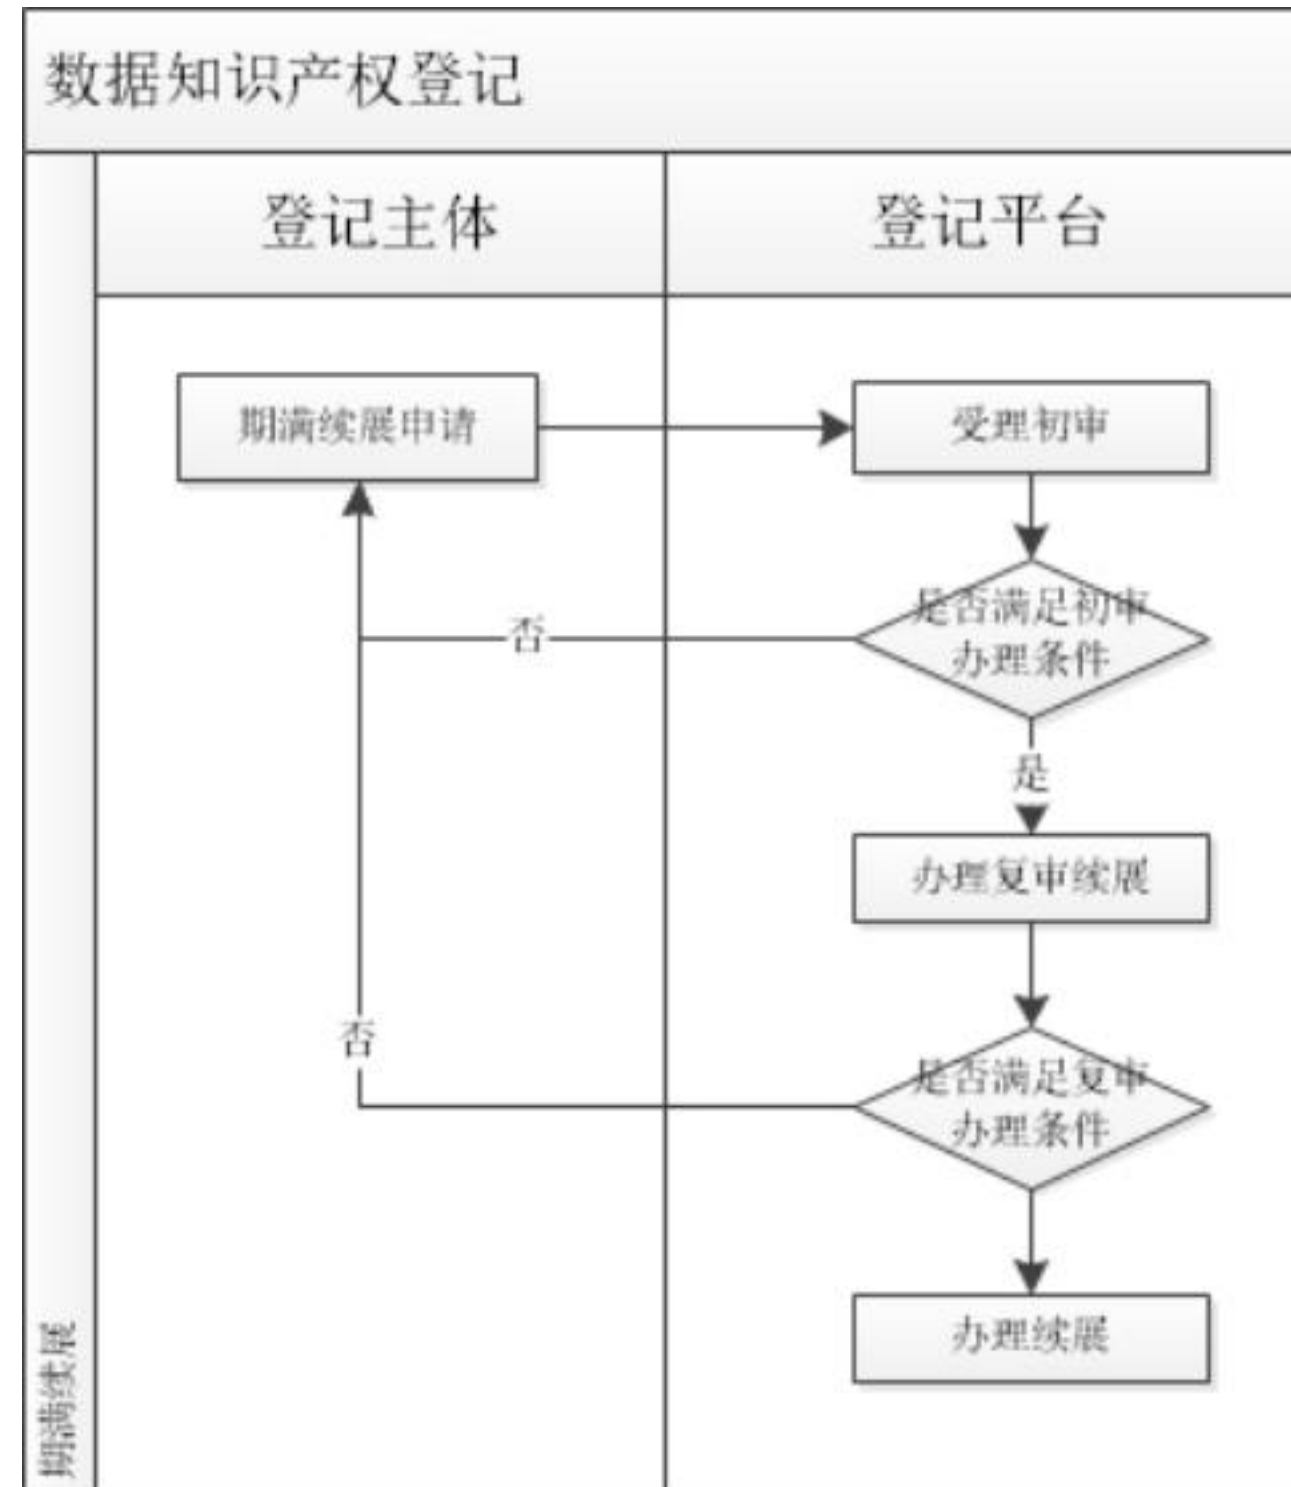 数据知识产权登记
登记主体
登记平台
期满续展申请
受理初审
是否满足初审
办理条件
否
是
办理复审续展
否
是否满足复审
办理条件
办理续展
期满续展